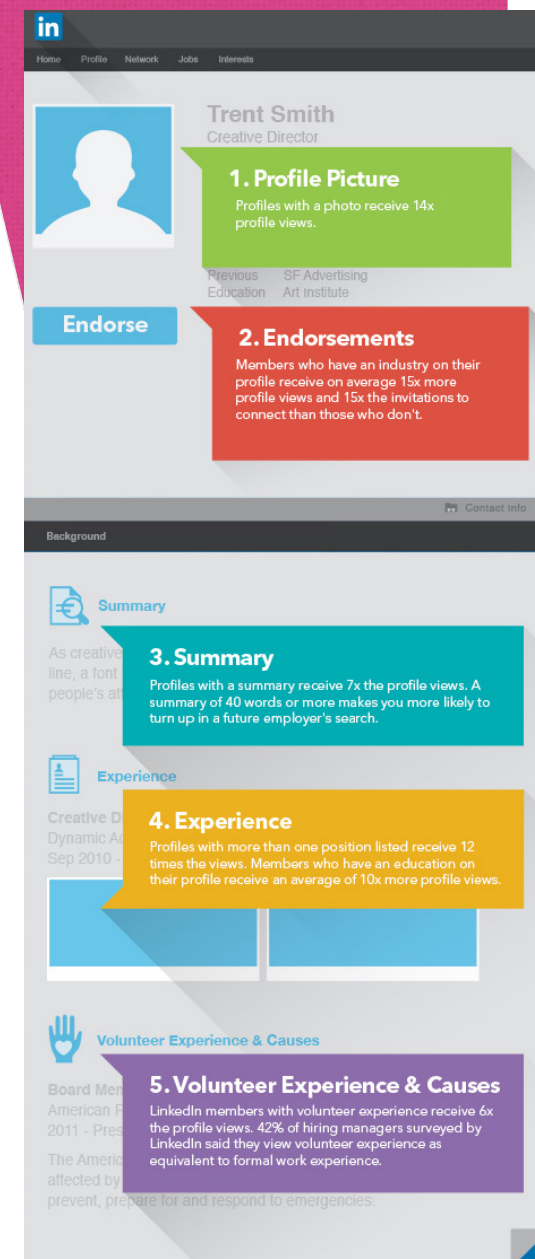 in
Home Profile Network Jobs Interests
Trent Smith
Creative Director
1. Profile Picture
Profiles with a photo receive 14x
profile views.
Previous SF Advertising
Education Art Institute
Endorse
2. Endorsements
Members who have an industry on their
profile receive on average 15x more
profile views and 15x the invitations to
connect than those who don't.
Contact Info
Background
Summary
As creative
line, a font
people's
3. Summary
Profiles with a summary receive 7x the profile views. A
summary of 40 words or more makes you more likely to
turn up in a future employer's search.
Experience
Creative
Dynamic
Sep 2010 -
4. Experience
Profiles with more than one position listed receive 12
times the views. Members who have an education on
their profile receive an average of 10x more profile views.
Volunteer Experience & Causes
Board
American
2011 -
5. Volunteer Experience & Causes
LinkedIn members with volunteer experience receive 6x
the profile views. 42% of hiring managers surveyed by
LinkedIn said they view volunteer experience as
equivalent to formal work experience.
The
affected by
prevent, prepare for and respond to emergencies.